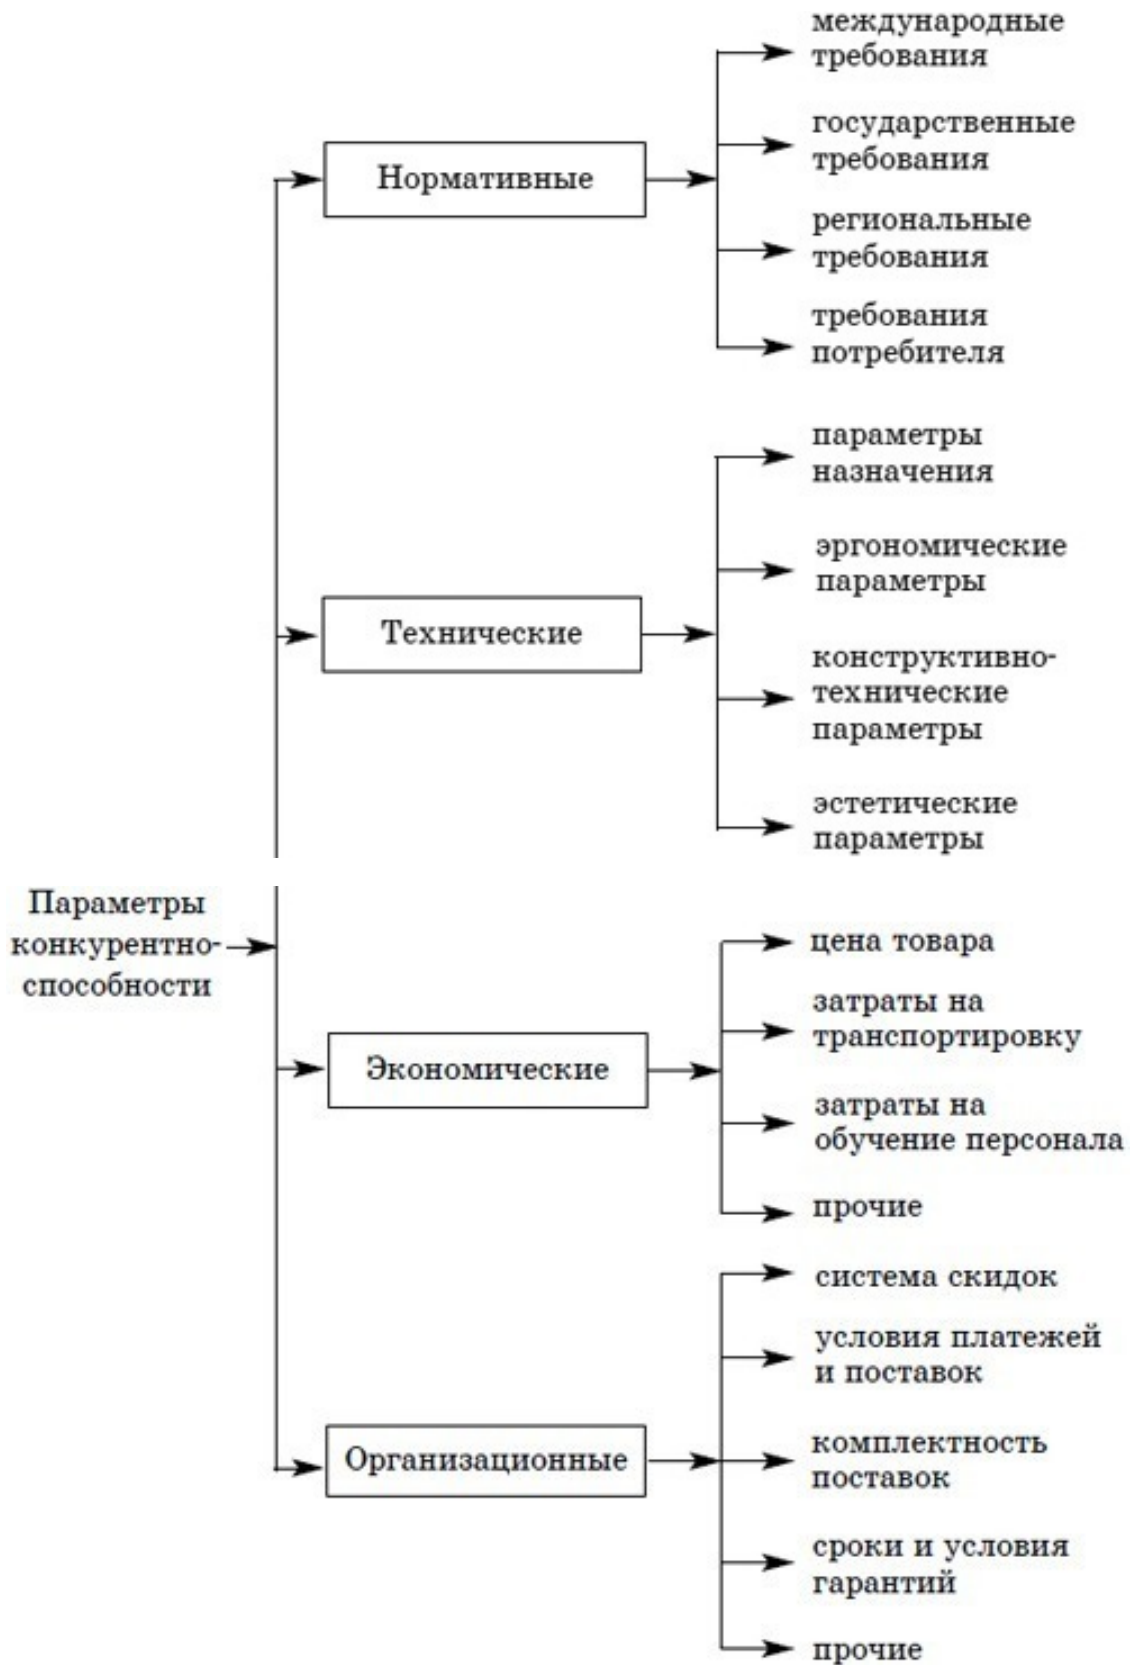 международные
требования
государственные
требования
Нормативные
региональные
требования
требования
потребителя
параметры
назначения
эргономические
параметры
Технические
конструктивно-
технические
параметры
эстетические
параметры
Параметры
конкурентно-
способности
цена товара
затраты на
транспортировку
Экономические
затраты на
обучение персонала
прочие
система скидок
условия платежей
и поставок
Организационные
комплектность
поставок
сроки и условия
гарантий
прочие